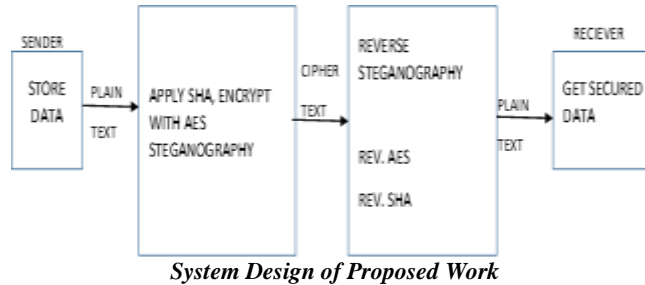 SENDER
STORE
DATA
PLAIN
TEXT
APPLY SHA, ENCRYPT
WITH AES
STEGANOGRAPHY
CIPHER
TEXT
REVERSE
STEGANOGRAPHY
REV. AES
REV. SHA
PLAIN
TEXT
RECIEVER
GET SECURED
DATA
System Design of Proposed Work